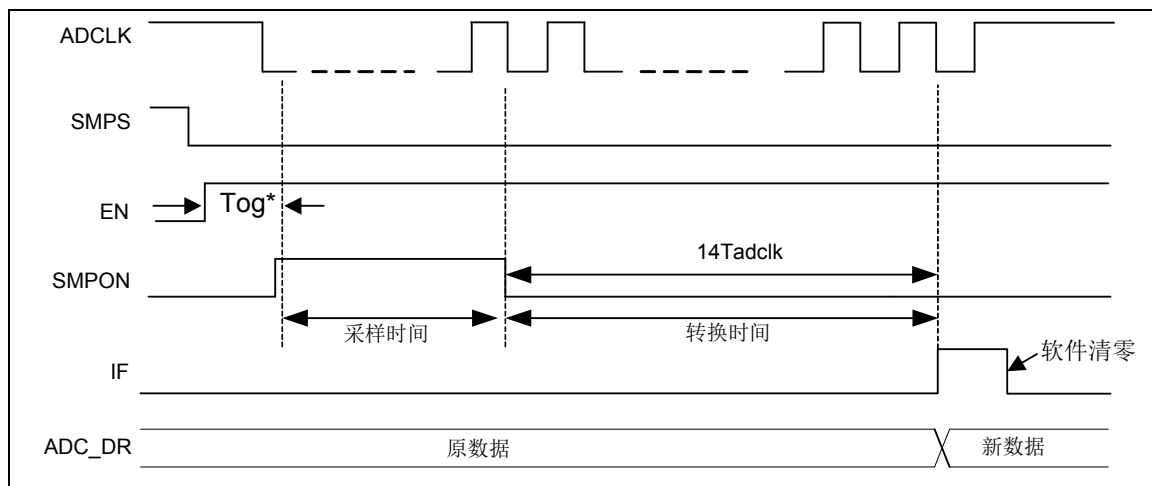 ADCLK
SMPS
EN
Tog*
SMPON
14Tadclk
采样时间
转换时间
IF
软件清零
ADC_DR
原数据
新数据